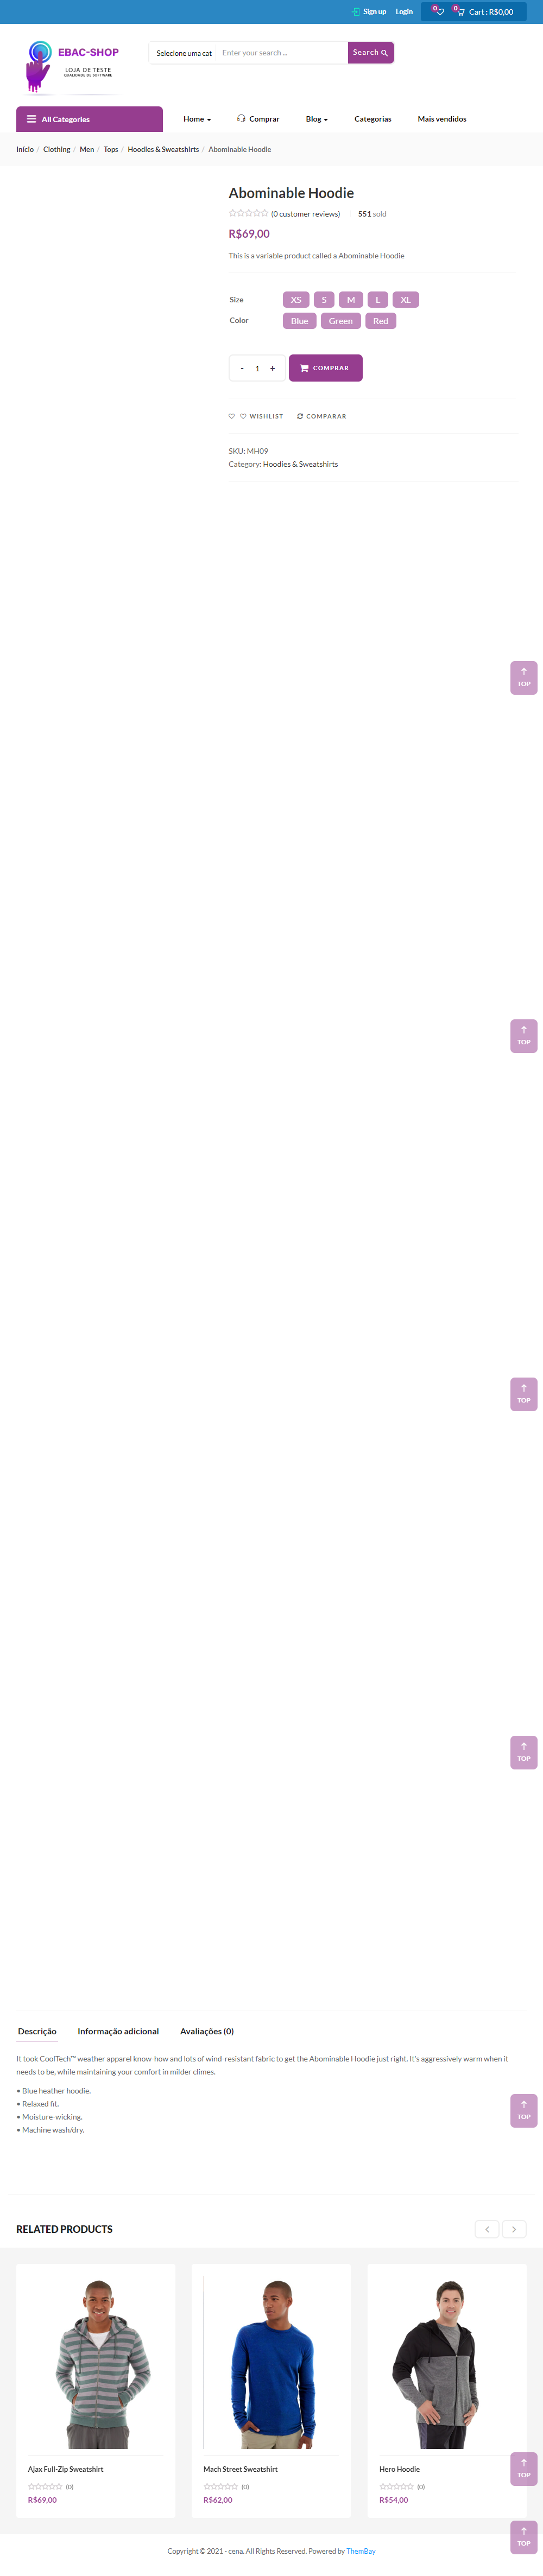 Sign up Login 0 0 Cart : R$0,00
EBAC-SHOP
LOJA DE TESTE
QUALIDADE DE SOFTWARE
Selecione uma cat Enter your search ... Search
All Categories Home Comprar Blog Categorias Mais vendidos
Início / Clothing / Men / Tops / Hoodies & Sweatshirts / Abominable Hoodie
Abominable Hoodie
(0 customer reviews) 551 sold
R$69,00
This is a variable product called a Abominable Hoodie
Size XS S M L XL
Color Blue Green Red
- 1 + COMPRAR
WISHLIST COMPARAR
SKU: MH09
Category: Hoodies & Sweatshirts
TOP
TOP
TOP
TOP
Descrição Informação adicional Avaliações (0)
It took CoolTech™ weather apparel know-how and lots of wind-resistant fabric to get the Abominable Hoodie just right. It's aggressively warm when it
needs to be, while maintaining your comfort in milder climes.
• Blue heather hoodie.
• Relaxed fit.
• Moisture-wicking.
• Machine wash/dry.
TOP
RELATED PRODUCTS
Ajax Full-Zip Sweatshirt
(0)
R$69,00
Mach Street Sweatshirt
(0)
R$62,00
Hero Hoodie
(0)
R$54,00
TOP
TOP
Copyright © 2021 - cena. All Rights Reserved. Powered by ThemBay